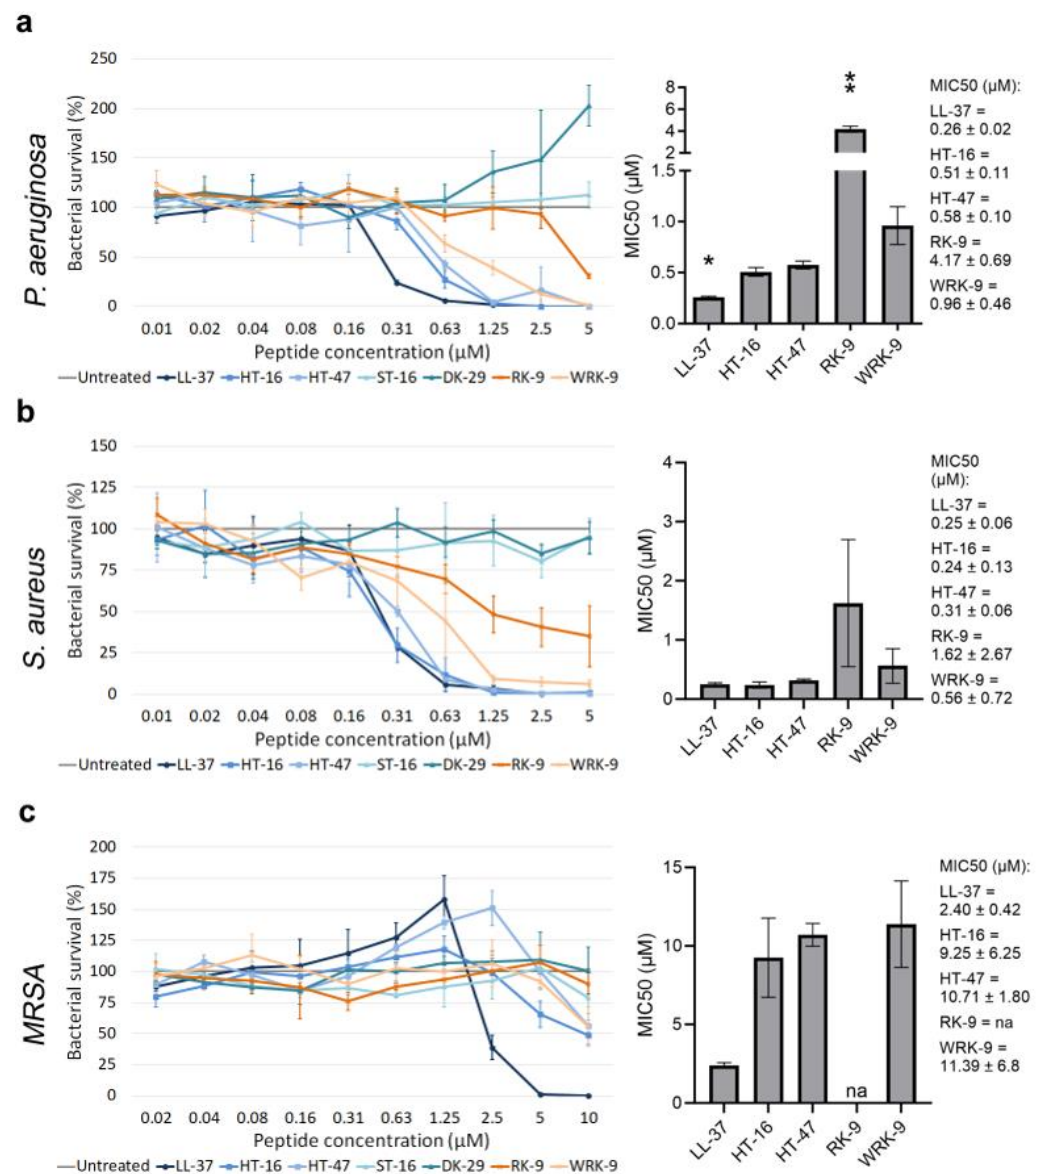 a
P. aeruginosa
Bacterial survival (%)
250
200
150
100
50
0
0.01 0.02 0.04 0.08 0.16 0.31 0.63 1.25 2.5 5
Peptide concentration (µM)
Untreated LL-37 HT-16 HT-47 ST-16 DK-29 RK-9 WRK-9
MIC50 (µM)
8
6
4
2
1.5
1.0
0.5
0.0
*
*
*
LL-37 HT-16 HT-47 RK-9 WRK-9
MIC50 (µM):
LL-37 =
0.26 ± 0.02
HT-16 =
0.51 ± 0.11
HT-47 =
0.58 ± 0.10
RK-9 =
4.17 ± 0.69
WRK-9 =
0.96 ± 0.46
b
S. aureus
Bacterial survival (%)
150
125
100
75
50
25
0
0.01 0.02 0.04 0.08 0.16 0.31 0.63 1.25 2.5 5
Peptide concentration (µM)
Untreated LL-37 HT-16 HT-47 ST-16 DK-29 RK-9 WRK-9
MIC50 (µM)
4
3
2
1
0
LL-37 HT-16 HT-47 RK-9 WRK-9
MIC50
(µM):
LL-37 =
0.25 ± 0.06
HT-16 =
0.24 ± 0.13
HT-47 =
0.31 ± 0.06
RK-9 =
1.62 ± 2.67
WRK-9 =
0.56 ± 0.72
c
MRSA
Bacterial survival (%)
200
175
150
125
100
75
50
25
0
0.02 0.04 0.08 0.16 0.31 0.63 1.25 2.5 5 10
Peptide concentration (µM)
Untreated LL-37 HT-16 HT-47 ST-16 DK-29 RK-9 WRK-9
MIC50 (µM)
15
10
5
0
na
LL-37 HT-16 HT-47 RK-9 WRK-9
MIC50 (µM):
LL-37 =
2.40 ± 0.42
HT-16 =
9.25 ± 6.25
HT-47 =
10.71 ± 1.80
RK-9 = na
WRK-9 =
11.39 ± 6.8